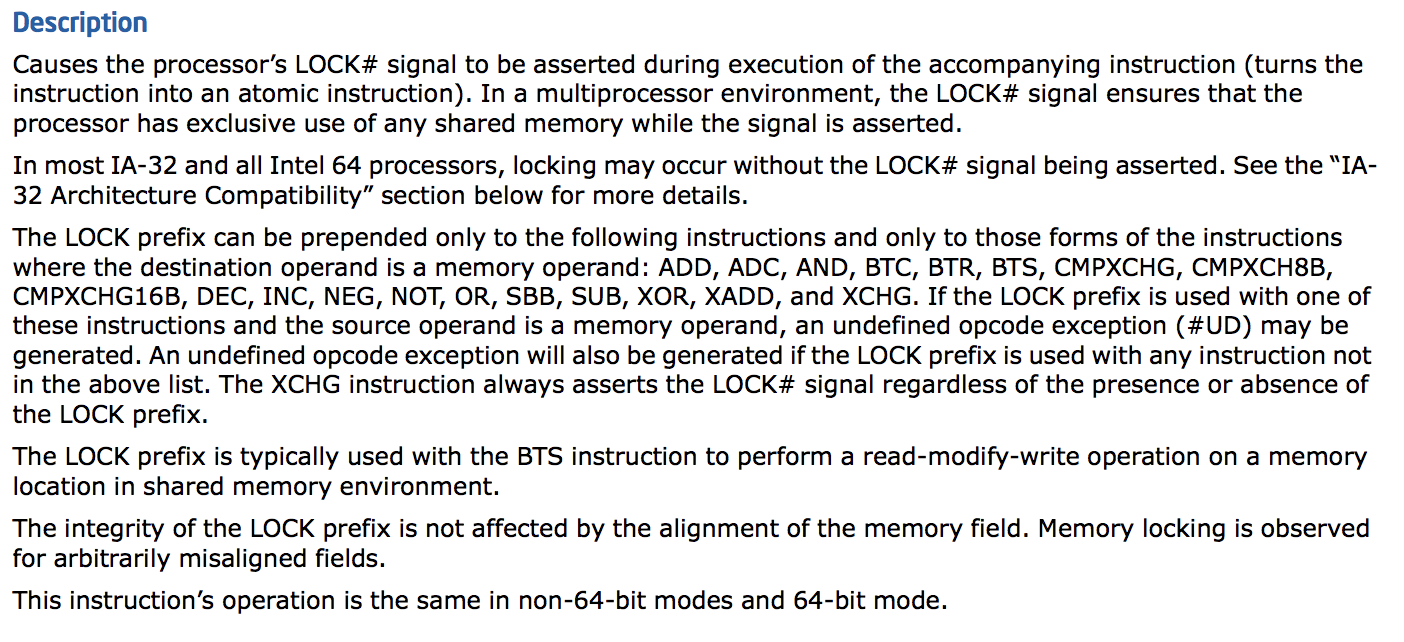 Description
Causes the processor’s LOCK# signal to be asserted during execution of the accompanying instruction (turns the
instruction into an atomic instruction). In a multiprocessor environment, the LOCK# signal ensures that the
processor has exclusive use of any shared memory while the signal is asserted.
In most IA-32 and all Intel 64 processors, locking may occur without the LOCK# signal being asserted. See the “IA-
32 Architecture Compatibility” section below for more details.
The LOCK prefix can be prepended only to the following instructions and only to those forms of the instructions
where the destination operand is a memory operand: ADD, ADC, AND, BTC, BTR, BTS, CMPXCHG, CMPXCH8B,
CMPXCHG16B, DEC, INC, NEG, NOT, OR, SBB, SUB, XOR, XADD, and XCHG. If the LOCK prefix is used with one of
these instructions and the source operand is a memory operand, an undefined opcode exception (#UD) may be
generated. An undefined opcode exception will also be generated if the LOCK prefix is used with any instruction not
in the above list. The XCHG instruction always asserts the LOCK# signal regardless of the presence or absence of
the LOCK prefix.
The LOCK prefix is typically used with the BTS instruction to perform a read-modify-write operation on a memory
location in shared memory environment.
The integrity of the LOCK prefix is not affected by the alignment of the memory field. Memory locking is observed
for arbitrarily misaligned fields.
This instruction’s operation is the same in non-64-bit modes and 64-bit mode.